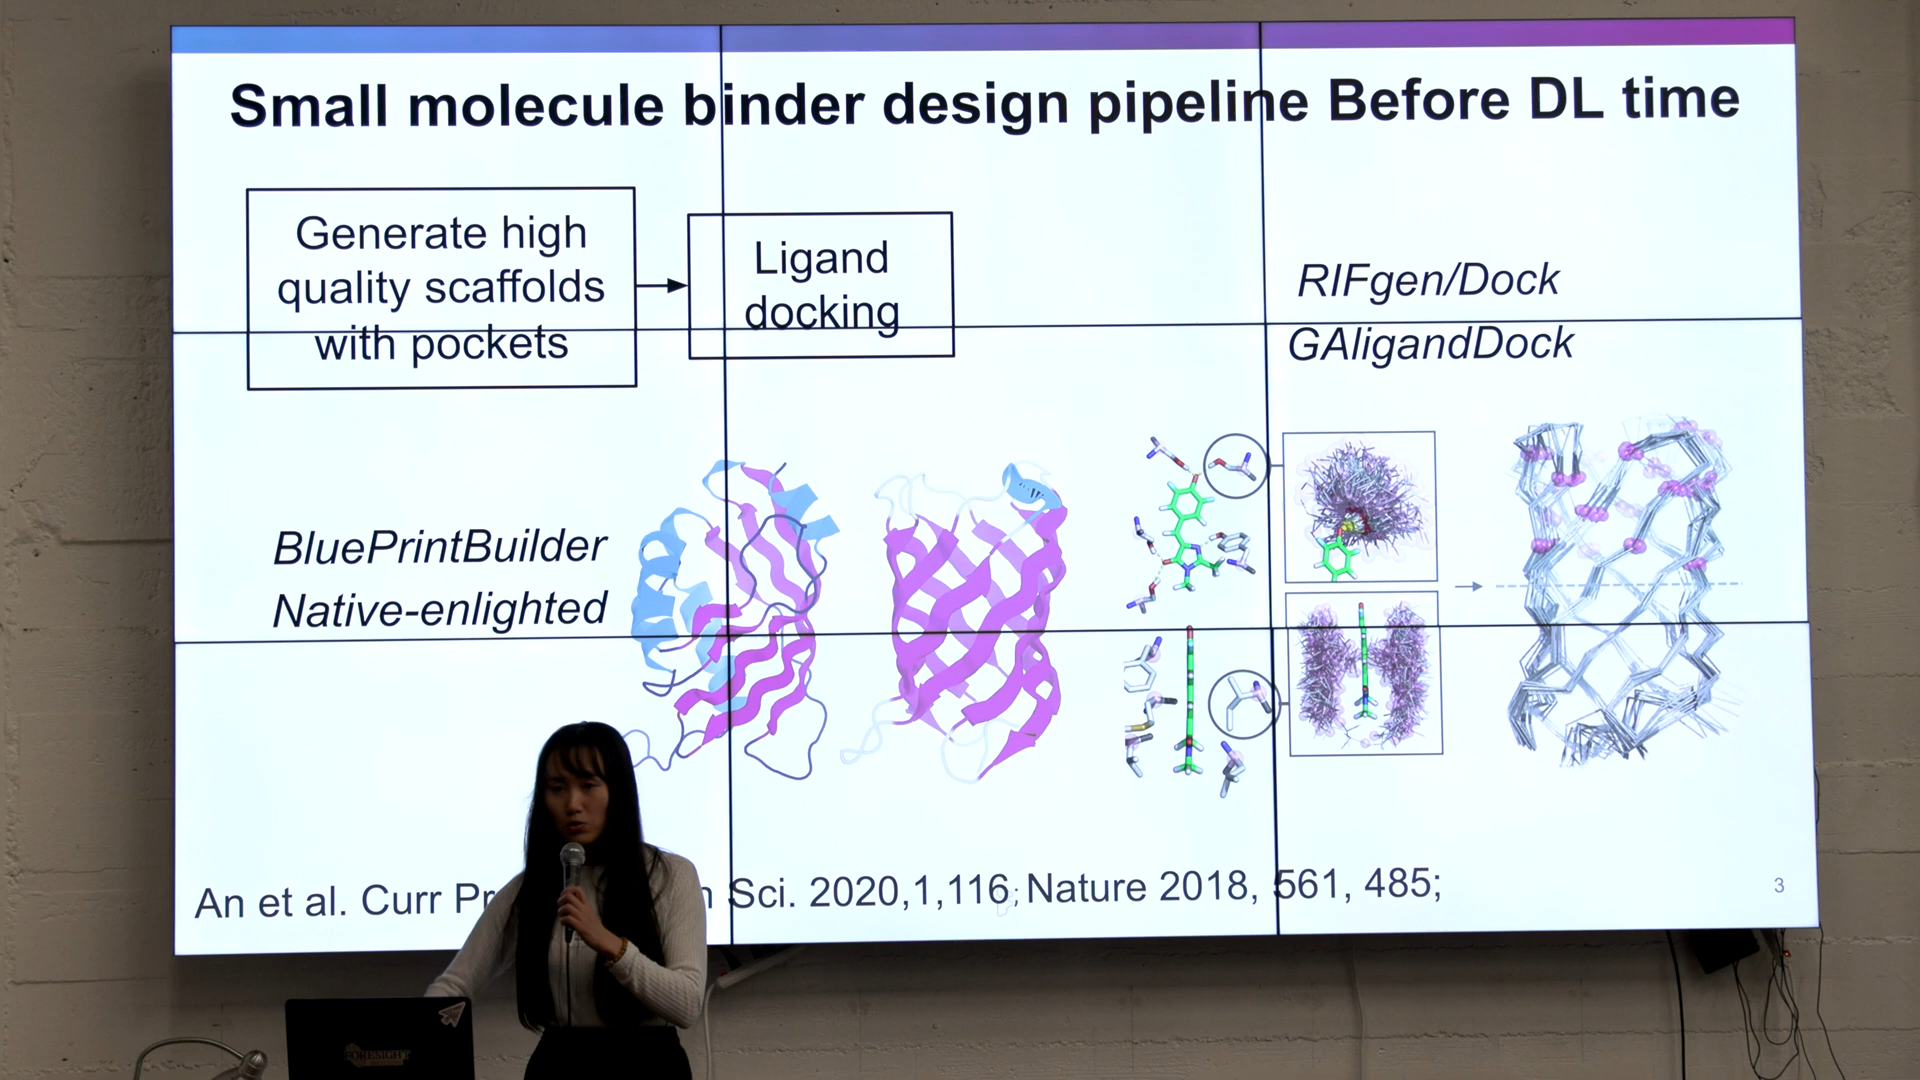 Small molecule binder design pipeline Before DL time
Generate high
quality scaffolds
with pockets
Ligand
docking
RIFgen/Dock
GAligandDock
BluePrintBuilder
Native-enlighted
An et al. Curr Sci. 2020,1,116; Nature 2018, 561, 485;
3
FORESIGHT